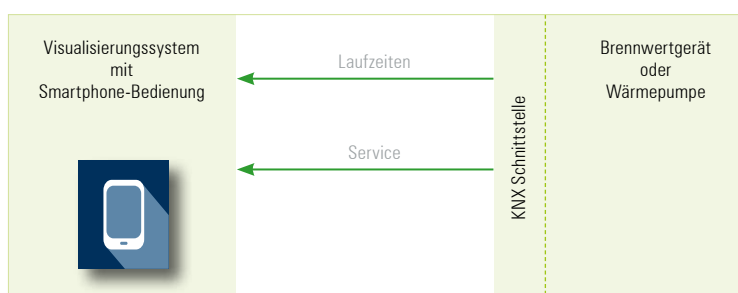 Visualisierungssystem
mit
Smartphone-Bedienung
Laufzeiten
Service
KNX Schnittstelle
Brennwertgerät
oder
Wärmepumpe